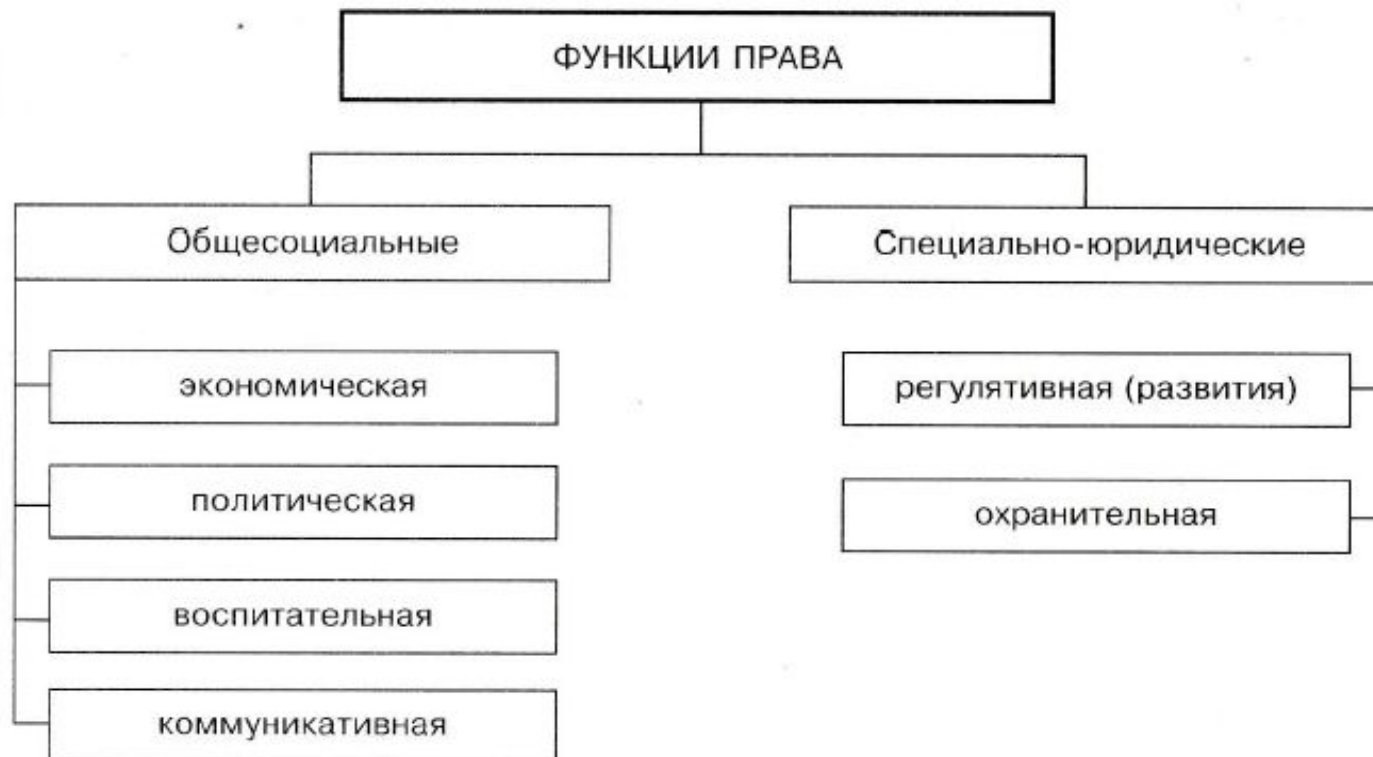 ФУНКЦИИ ПРАВА
Общесоциальные
Специально-юридические
экономическая
регулятивная (развития)
политическая
охранительная
воспитательная
коммуникативная